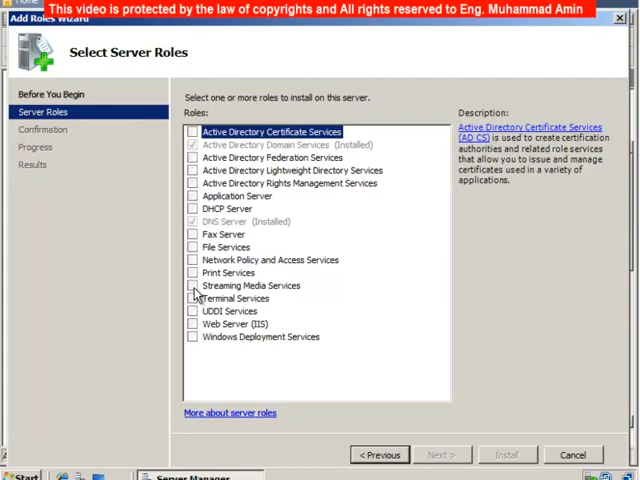 Home
This video is protected by the law of copyrights and All rights reserved to Eng. Muhammad Amin
Add Roles Wizard
Select Server Roles
Before You Begin
Server Roles
Confirmation
Progress
Results
Select one or more roles to install on this server.
Roles:
Active Directory Certificate Services
Active Directory Domain Services (Installed)
Active Directory Federation Services
Active Directory Lightweight Directory Services
Active Directory Rights Management Services
Application Server
DHCP Server
DNS Server (Installed)
Fax Server
File Services
Network Policy and Access Services
Print Services
Streaming Media Services
Terminal Services
UDDI Services
Web Server (IIS)
Windows Deployment Services
More about server roles
Description:
Active Directory Certificate Services
(AD CS) is used to create certification
authorities and related role services
that allow you to issue and manage
certificates used in a variety of
applications.
< Previous
Next >
Install
Cancel
Start
Server Manager